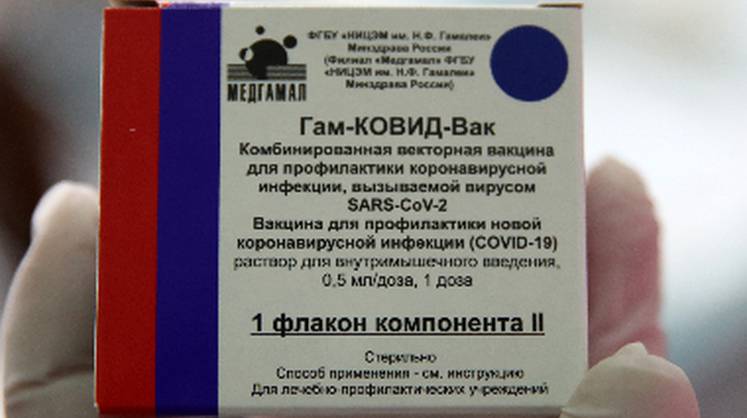 ФГБУ «НИЦЭМ им. Н.Ф. Гамалеи»
Минздрава России
(Филиал «Медгамал» ФГБУ
«НИЦЭМ им. Н.Ф. Гамалеи»
Минздрава России)
МЕДГАМАЛ
Гам-КОВИД-Вак
Комбинированная векторная вакцина
для профилактики коронавирусной
инфекции, вызываемой вирусом
SARS-CoV-2
Вакцина для профилактики новой
коронавирусной инфекции (COVID-19)
раствор для внутримышечного введения,
0,5 мл/доза, 1 доза
1 флакон компонента II
Стерильно
Способ применения - см. инструкцию
Для лечебно-профилактических учреждений